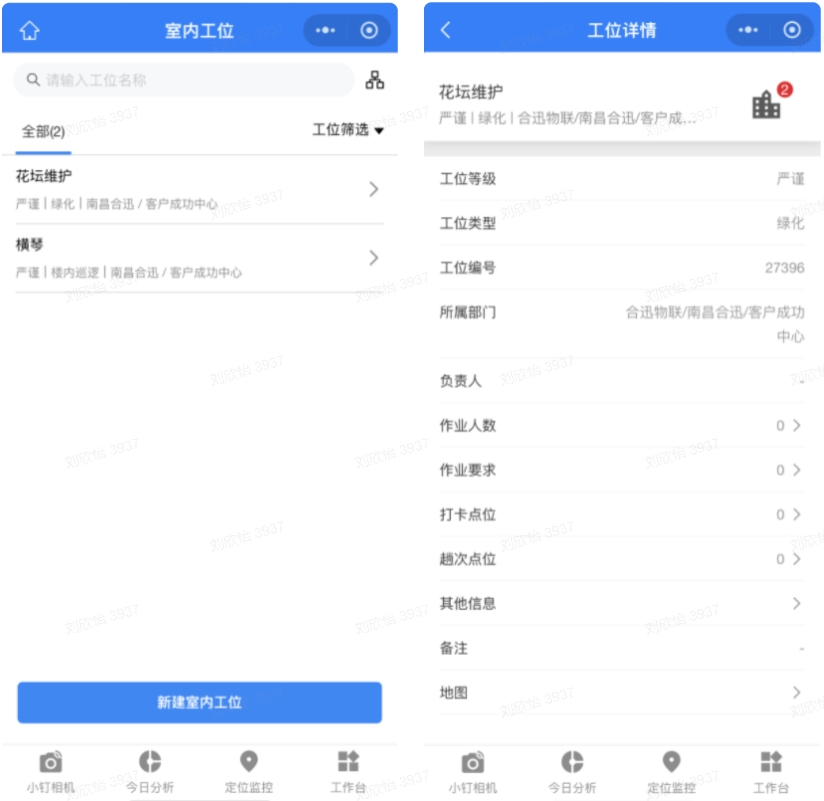 室内工位
请输入工位名称
全部(2)
工位筛选
花坛维护
严谨 | 绿化 | 南昌合迅 / 客户成功中心
横琴
严谨 | 楼内巡逻 | 南昌合迅 / 客户成功中心
新建室内工位
小钉相机
今日分析
定位监控
工作台
工位详情
花坛维护
严谨 | 绿化 | 合迅物联/南昌合迅/客户成...
2
工位等级
严谨
工位类型
绿化
工位编号
27396
所属部门
合迅物联/南昌合迅/客户成功
中心
负责人
-
作业人数
0
作业要求
0
打卡点位
0
趟次点位
0
其他信息
备注
-
地图
小钉相机
今日分析
定位监控
工作台
刘欣怡 3937